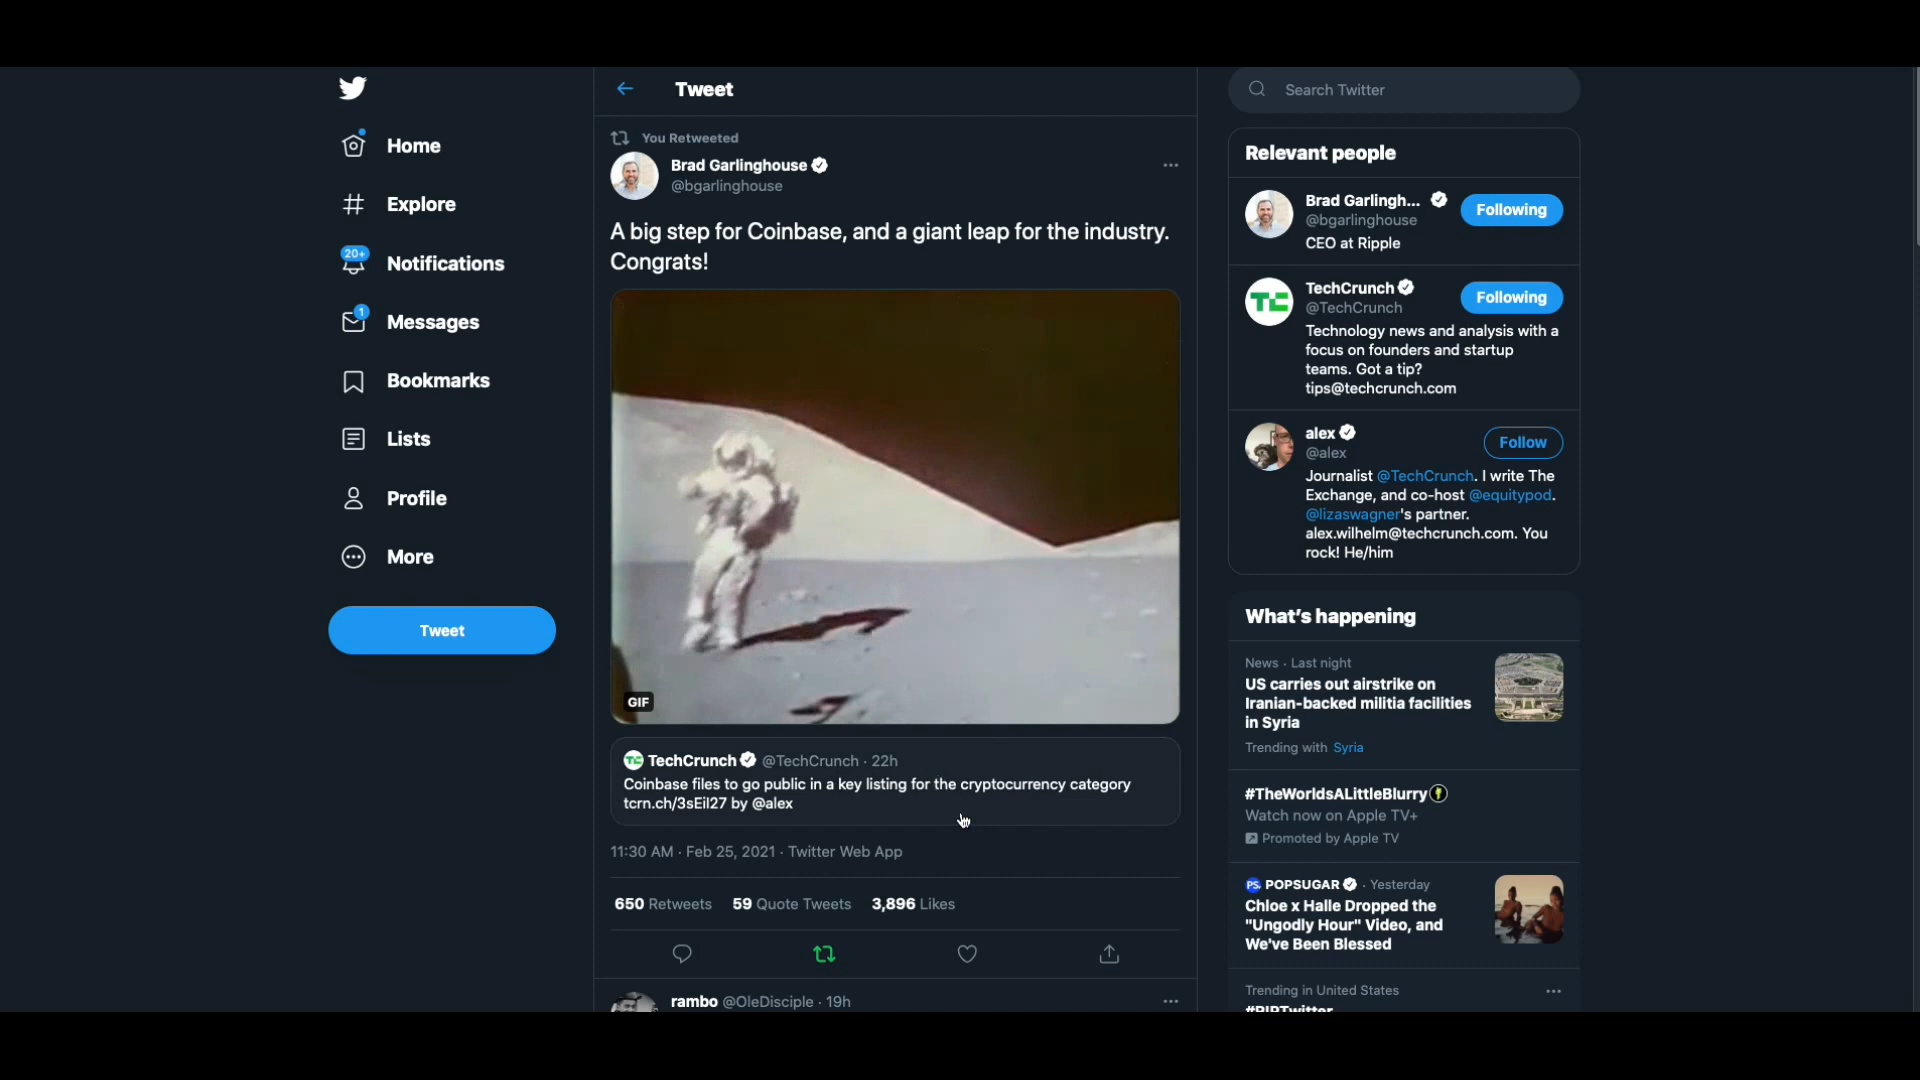 Home
Explore
20+
Notifications
1
Messages
Bookmarks
Lists
Profile
More
Tweet
Tweet
You Retweeted
Brad Garlinghouse
@bgarlinghouse
A big step for Coinbase, and a giant leap for the industry.
Congrats!
GIF
TC TechCrunch @TechCrunch · 22h
Coinbase files to go public in a key listing for the cryptocurrency category
tcrn.ch/3sEil27 by @alex
11:30 AM · Feb 25, 2021 · Twitter Web App
650 Retweets 59 Quote Tweets 3,896 Likes
rambo @OleDisciple · 19h
Search Twitter
Relevant people
Brad Garlingh...
Following
@bgarlinghouse
CEO at Ripple
TC
TechCrunch
Following
@TechCrunch
Technology news and analysis with a
focus on founders and startup
teams. Got a tip?
tips@techcrunch.com
alex
Follow
@alex
Journalist @TechCrunch. I write The
Exchange, and co-host @equitypod.
@lizaswagner's partner.
alex.wilhelm@techcrunch.com. You
rock! He/him
What's happening
News · Last night
US carries out airstrike on
Iranian-backed militia facilities
in Syria
Trending with Syria
#TheWorldsALittleBlurry
Watch now on Apple TV+
Promoted by Apple TV
PS. POPSUGAR · Yesterday
Chloe x Halle Dropped the
"Ungodly Hour" Video, and
We've Been Blessed
Trending in United States
#RIPTwitter